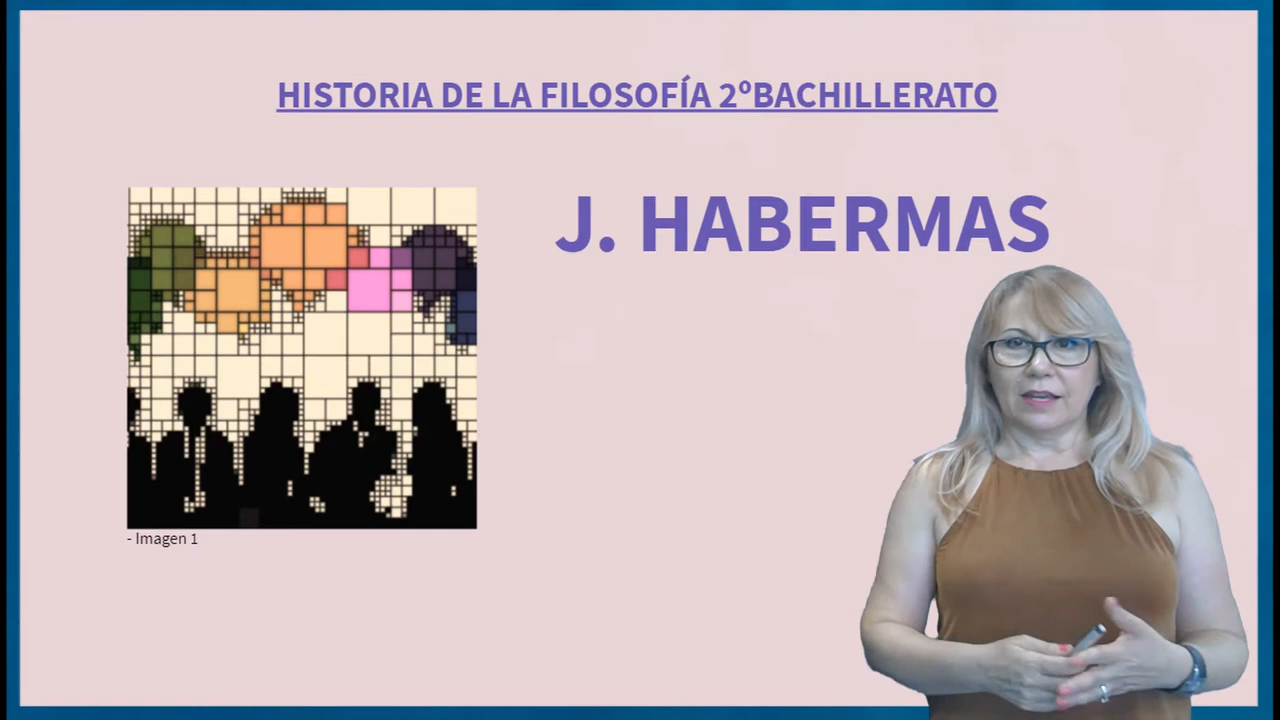 HISTORIA DE LA FILOSOFÍA 2ºBACHILLERATO
J. HABERMAS
- Imagen 1